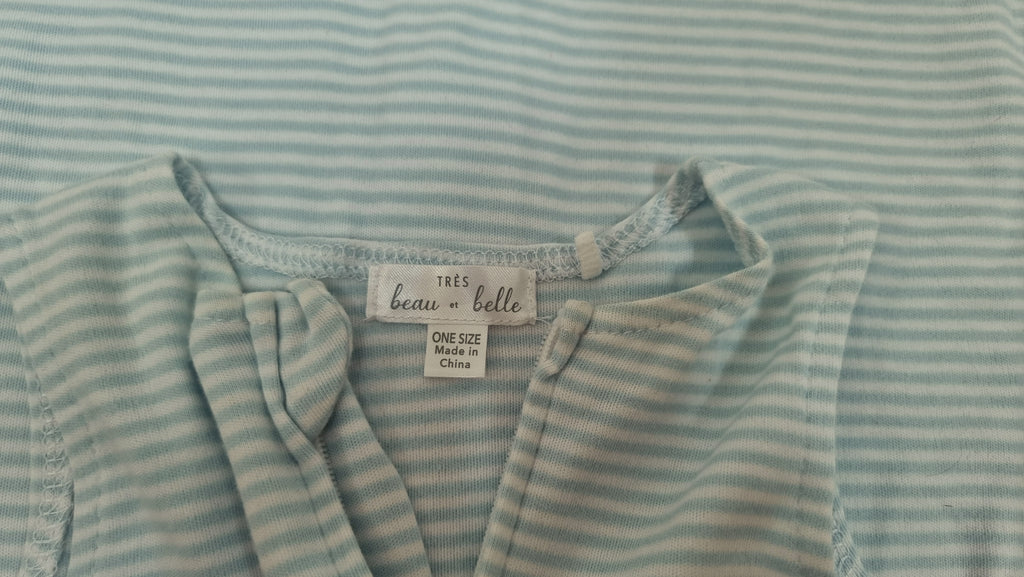 TRÈS
beau et belle
ONE SIZE
Made in
China